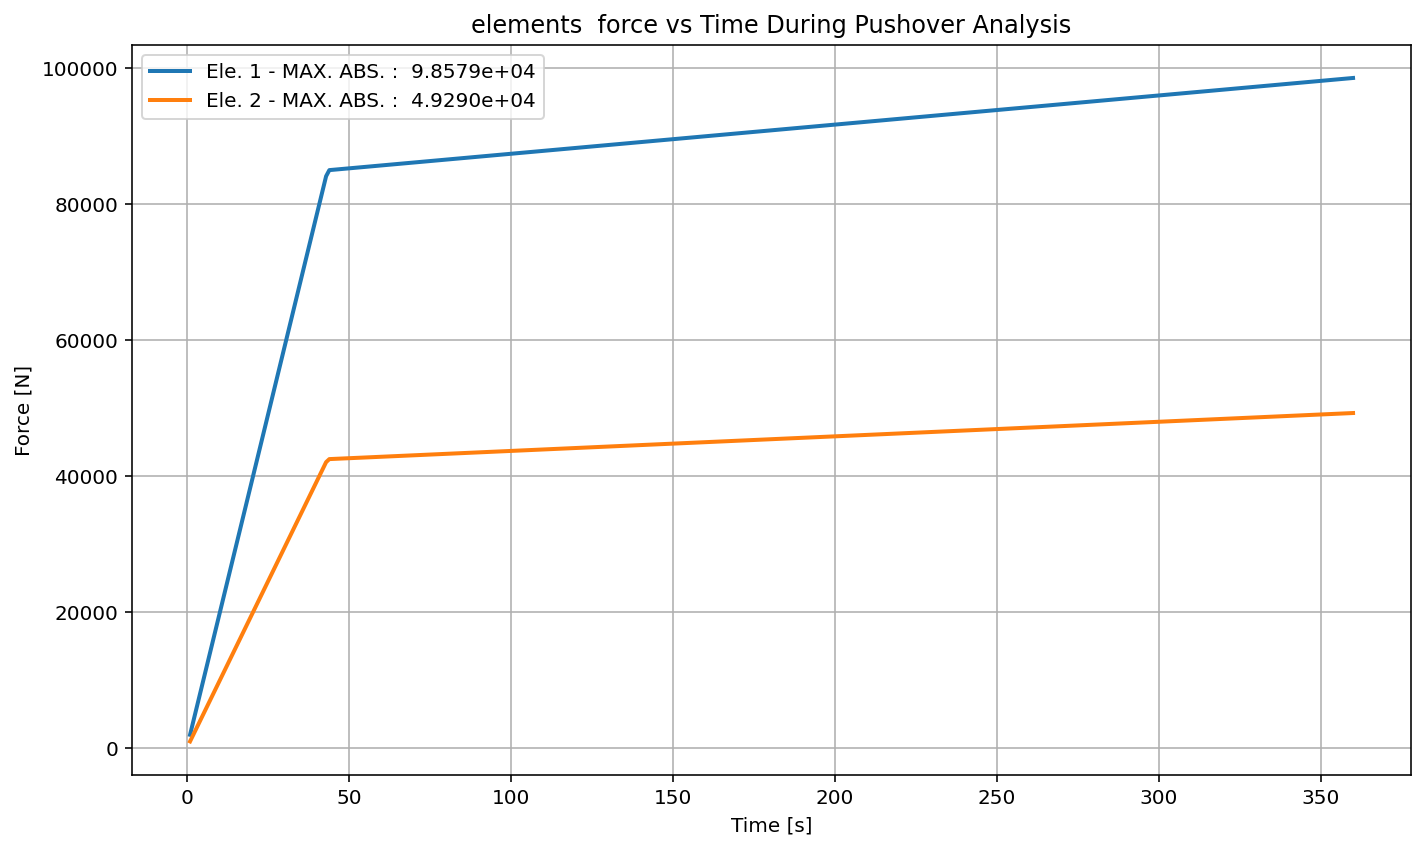 elements  force vs Time During Pushover Analysis
Ele. 1 - MAX. ABS. :  9.8579e+04
Ele. 2 - MAX. ABS. :  4.9290e+04
100000
80000
60000
40000
20000
0
Force [N]
0 50 100 150 200 250 300 350
Time [s]